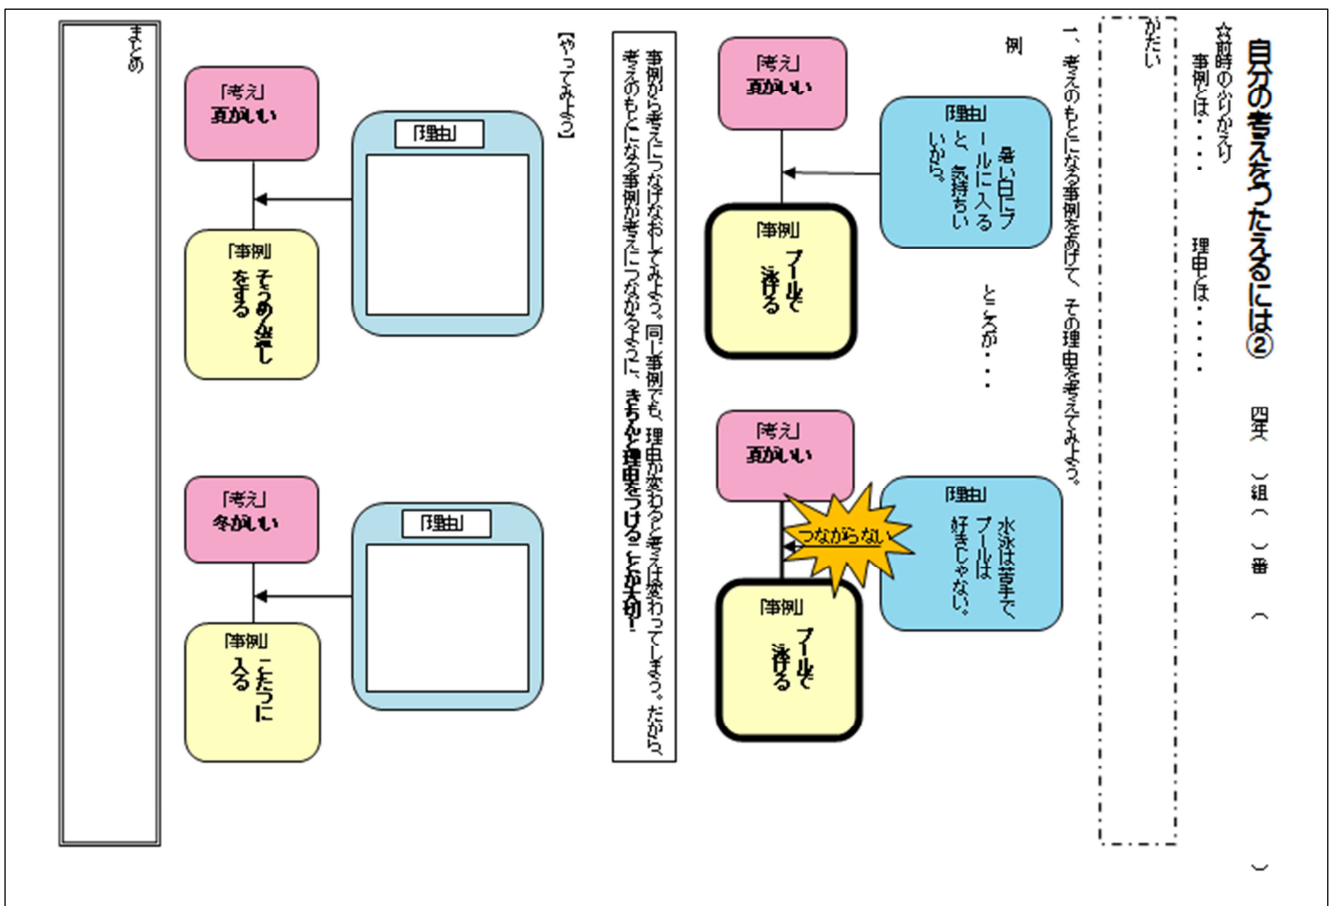 自分の考えをつたえるには② 四年( )組( )番 ( )
☆前時のふりかえり
事例とは・・・・ 理由とは・・・・・
かだい
1、考えのもとになる事例をあげて、その理由を考えてみよう。
例
「理由」
暑い日にプ
ールに入る
と、気持ちい
いから。
「考え」
夏がいい
「事例」
プールで
泳げる
ところが・・・
「理由」
水泳は苦手で、
プールは
好きじゃない。
つながらない
「考え」
夏がいい
「事例」
プールで
泳げる
事例から考えにつなげなおしてみよう。同じ事例でも、理由が変わると考えは変わってしまう。だから、
考えのもとになる事例が考えにつながるように、きちんと理由をつけることが大切!
【やってみよう】
「理由」
「考え」
夏がいい
「事例」
そうめん流し
をする
「理由」
「考え」
冬がいい
「事例」
こたつに
入る
まとめ